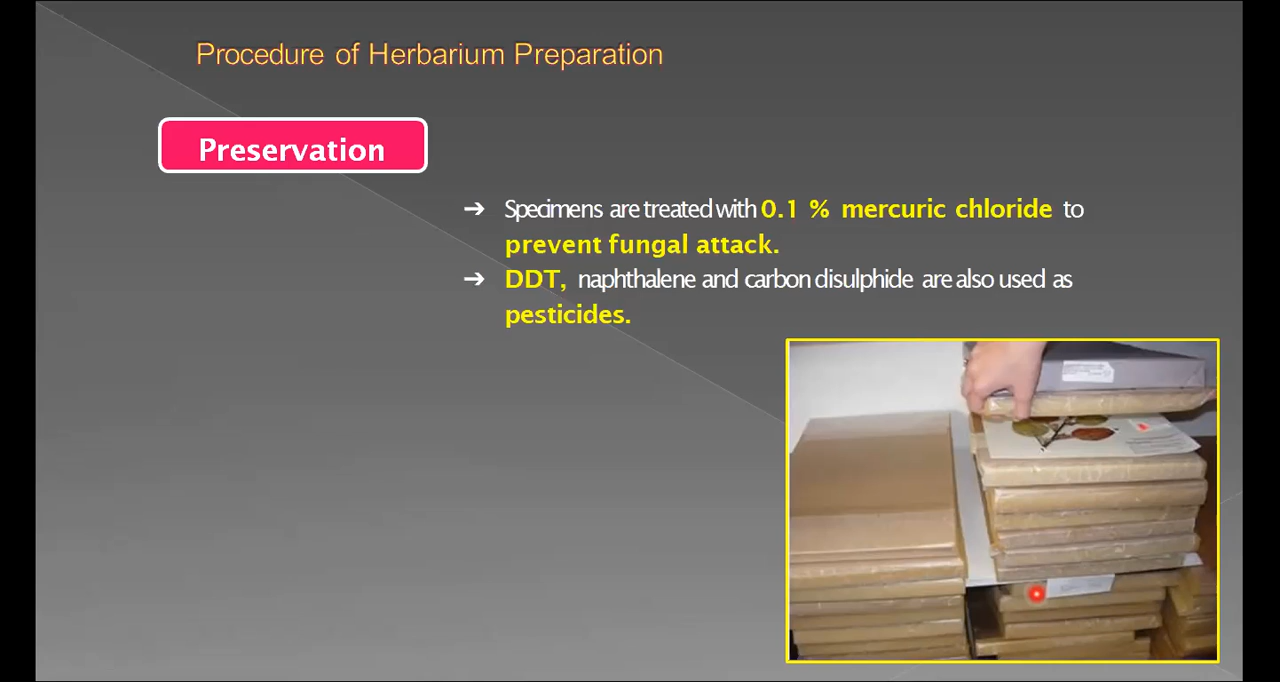 Procedure of Herbarium Preparation
Preservation
➔ Specimens are treated with 0.1 % mercuric chloride to
prevent fungal attack.
➔ DDT, naphthalene and carbon disulphide are also used as
pesticides.